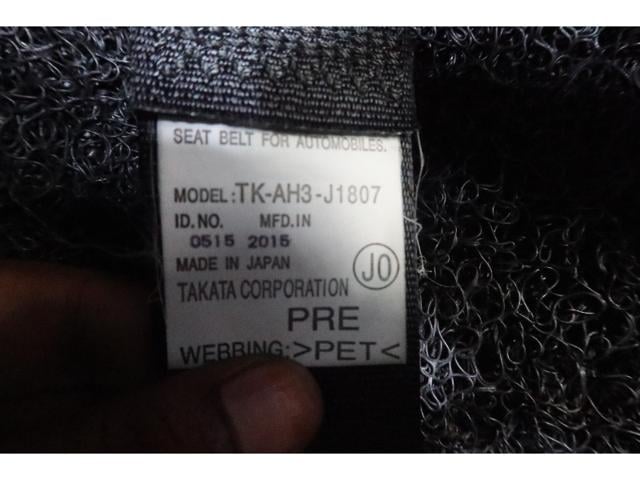 SEAT BELT FOR AUTOMOBILES.
MODEL:TK-AH3-J1807
ID.NO. MFD.IN
0515 2015
MADE IN JAPAN
JO
TAKATA CORPORATION
PRE
WEBBING:>PET<